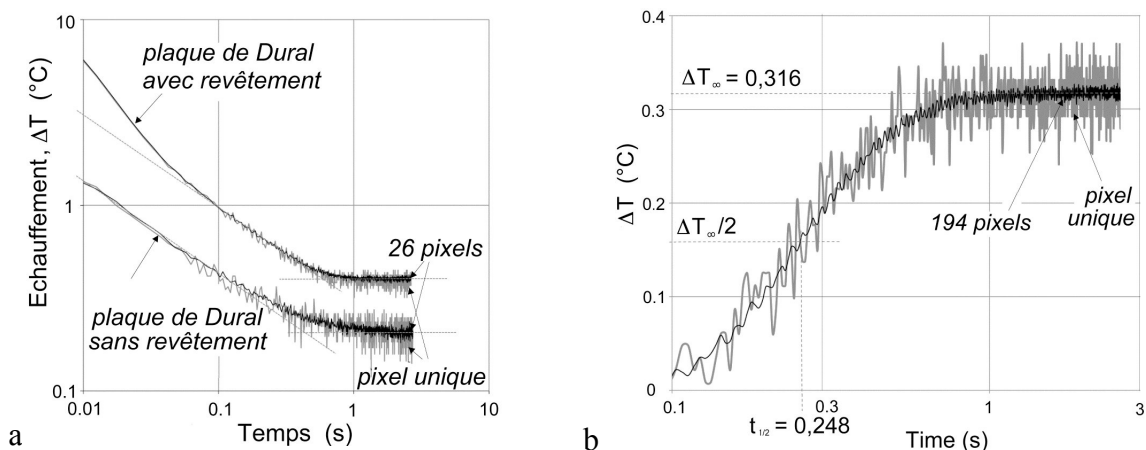 10
1
0.1
Echauffement, ΔT (°C)
plaque de Dural
avec revêtement
26 pixels
plaque de Dural
sans revêtement
pixel unique
0.01
0.1
1
10
Temps (s)
a
0.4
0.3
0.2
0.1
0
ΔT (°C)
ΔT∞ = 0,316
ΔT∞/2
194 pixels
pixel
unique
0.1
0.3
1
3
t 1/2 = 0,248
Time (s)
b